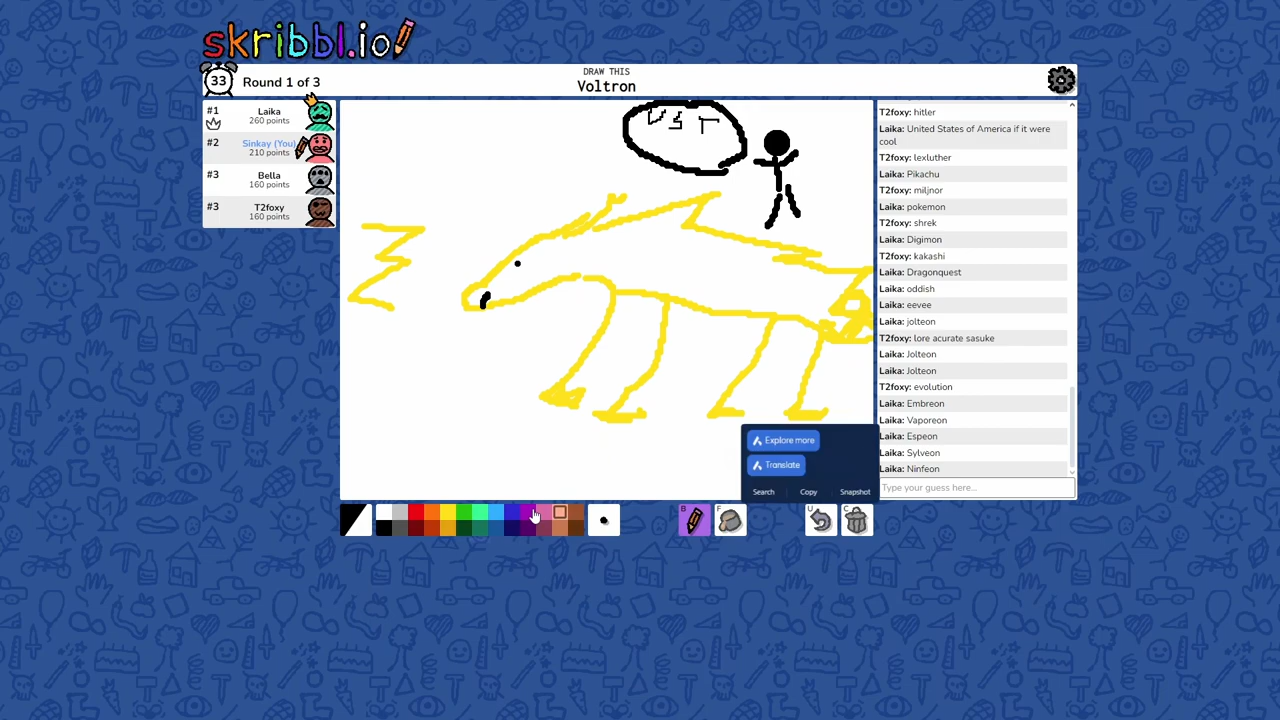 skribbl.io
33
Round 1 of 3
DRAW THIS
Voltron
#1
Laika
260 points
#2
Sinkay (You)
210 points
#3
Bella
160 points
#3
T2foxy
160 points
T2foxy: hitler
Laika: United States of America if it were
cool
T2foxy: lexluther
Laika: Pikachu
T2foxy: miljnor
Laika: pokemon
T2foxy: shrek
Laika: Digimon
T2foxy: kakashi
Laika: Dragonquest
Laika: oddish
Laika: eevee
Laika: jolteon
T2foxy: lore acurate sasuke
Laika: Jolteon
Laika: Jolteon
T2foxy: evolution
Laika: Embreon
Laika: Vaporeon
Laika: Espeon
Laika: Sylveon
Laika: Ninfeon
Type your guess here...
Explore more
Translate
Search Copy Snapshot
B F U C